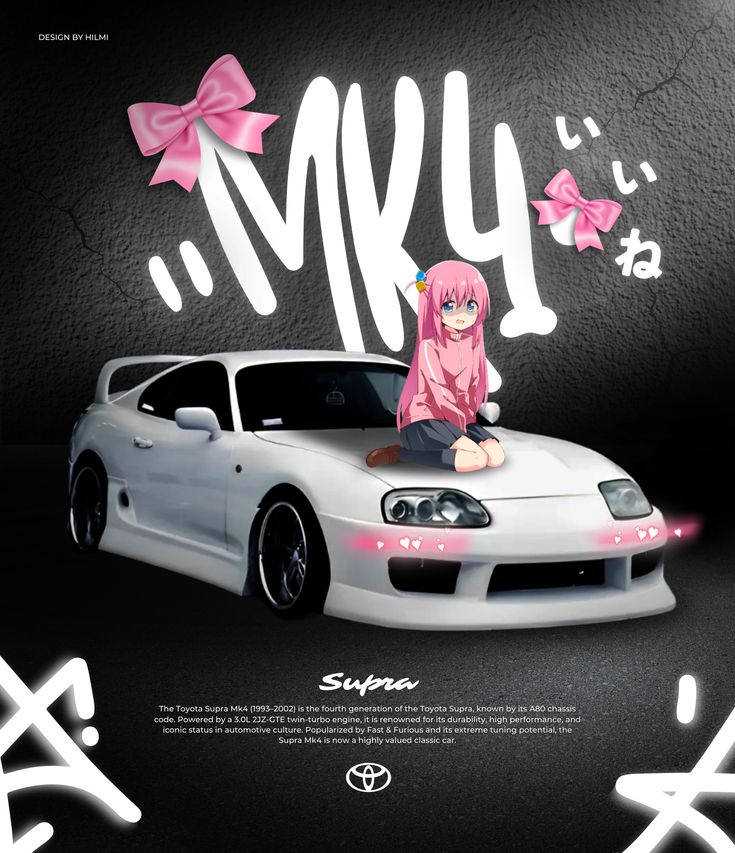 DESIGN BY HILMI
MK4
いいね
Supra
The Toyota Supra Mk4 (1993–2002) is the fourth generation of the Toyota Supra, known by its A80 chassis
code. Powered by a 3.0L 2JZ-GTE twin-turbo engine, it is renowned for its durability, high performance, and
iconic status in automotive culture. Popularized by Fast & Furious and its extreme tuning potential, the
Supra Mk4 is now a highly valued classic car.